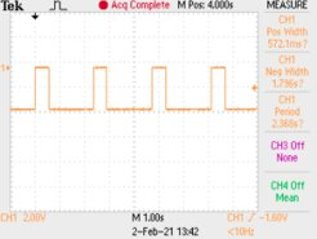 Tek
Acq Complete
M Pos: 4.000s
MEASURE
CH1
Pos Width
572.1ms?
CH1
Neg Width
1.796s?
CH1
Period
2.368s?
CH3 Off
None
CH4 Off
Mean
1
CH1 2.00V
M 1.00s
CH1 -1.60V
2-Feb-21 13:42
<10Hz